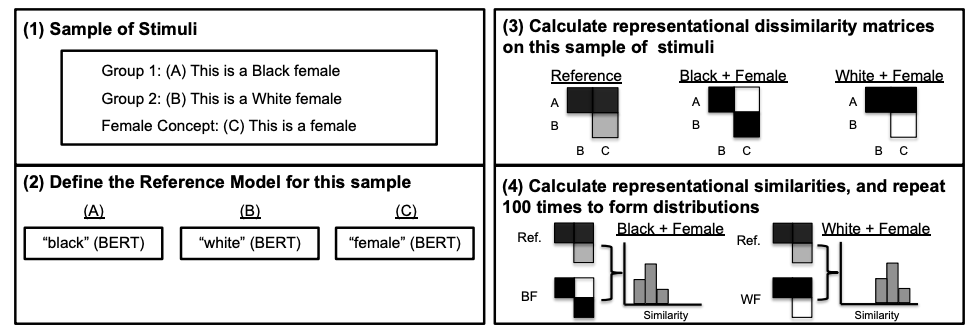 (1) Sample of Stimuli
Group 1: (A) This is a Black female
Group 2: (B) This is a White female
Female Concept: (C) This is a female
(2) Define the Reference Model for this sample
(A) (B) (C)
“black” (BERT) “white” (BERT) “female” (BERT)
(3) Calculate representational dissimilarity matrices
on this sample of stimuli
Reference Black + Female White + Female
A A A
B B B
B C B C B C
(4) Calculate representational similarities, and repeat
100 times to form distributions
Ref. Black + Female Ref. White + Female
BF WF
Similarity Similarity